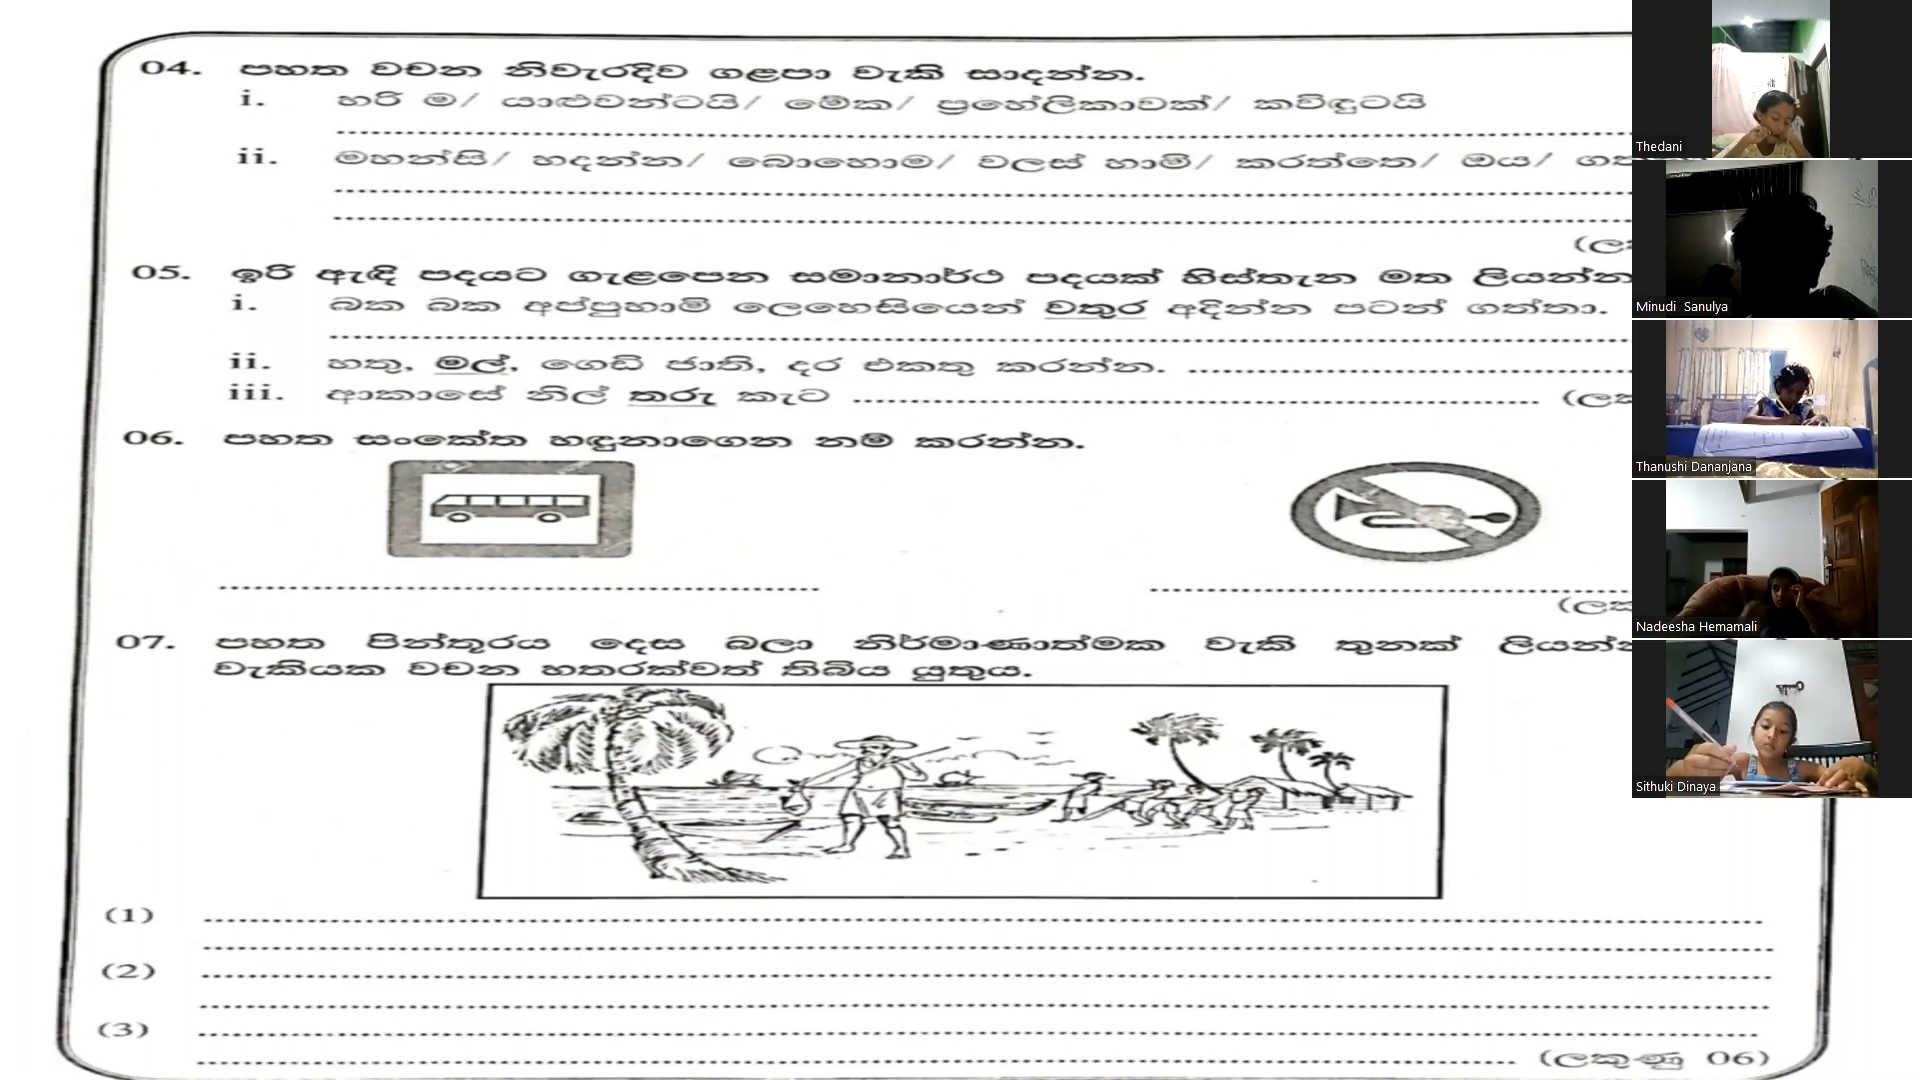 04. පහත වචන නිවැරදිව ගළපා වැකි සාදන්න.
i. හරි ම/ යාළුවන්ටයි/ මේක/ ප්‍රහේලිකාවක්/ කවිඳුටයි
ii. මහන්සි/ හදන්න/ බොහොම/ වලස් හාමි/ කරත්තෙ/ ඔය/
05. ඉරි ඇඳි පදයට ගැළපෙන සමානාර්ථ පදයක් හිස්තැන මත ලියන්න
i. බක බක අප්පුහාමි ලෙහෙසියෙන් වතුර අදින්න පටන් ගත්තා.
ii. හතු, මල්, ගෙඩි ජාති, දර එකතු කරන්න.
iii. ආකාසේ නිල් තරු කැට
06. පහත සංකේත හඳුනාගෙන නම් කරන්න.
07. පහත පින්තූරය දෙස බලා නිර්මාණාත්මක වැකි තුනක්
වැකියක වචන හතරක්වත් තිබිය යුතුය.
(1)
(2)
(3)
(ලකුණු 06)
Thedani
Minudi Sanulya
Thanushi Dananjana
Nadeesha Hemamali
Sithuki Dinaya